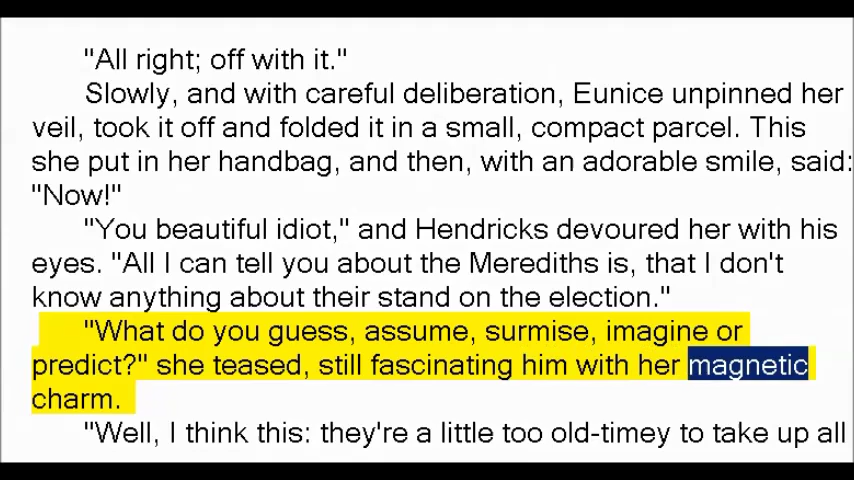 "All right; off with it."
Slowly, and with careful deliberation, Eunice unpinned her
veil, took it off and folded it in a small, compact parcel. This
she put in her handbag, and then, with an adorable smile, said:
"Now!"
"You beautiful idiot," and Hendricks devoured her with his
eyes. "All I can tell you about the Merediths is, that I don't
know anything about their stand on the election."
"What do you guess, assume, surmise, imagine or
predict?" she teased, still fascinating him with her magnetic
charm.
"Well, I think this: they're a little too old-timey to take up all